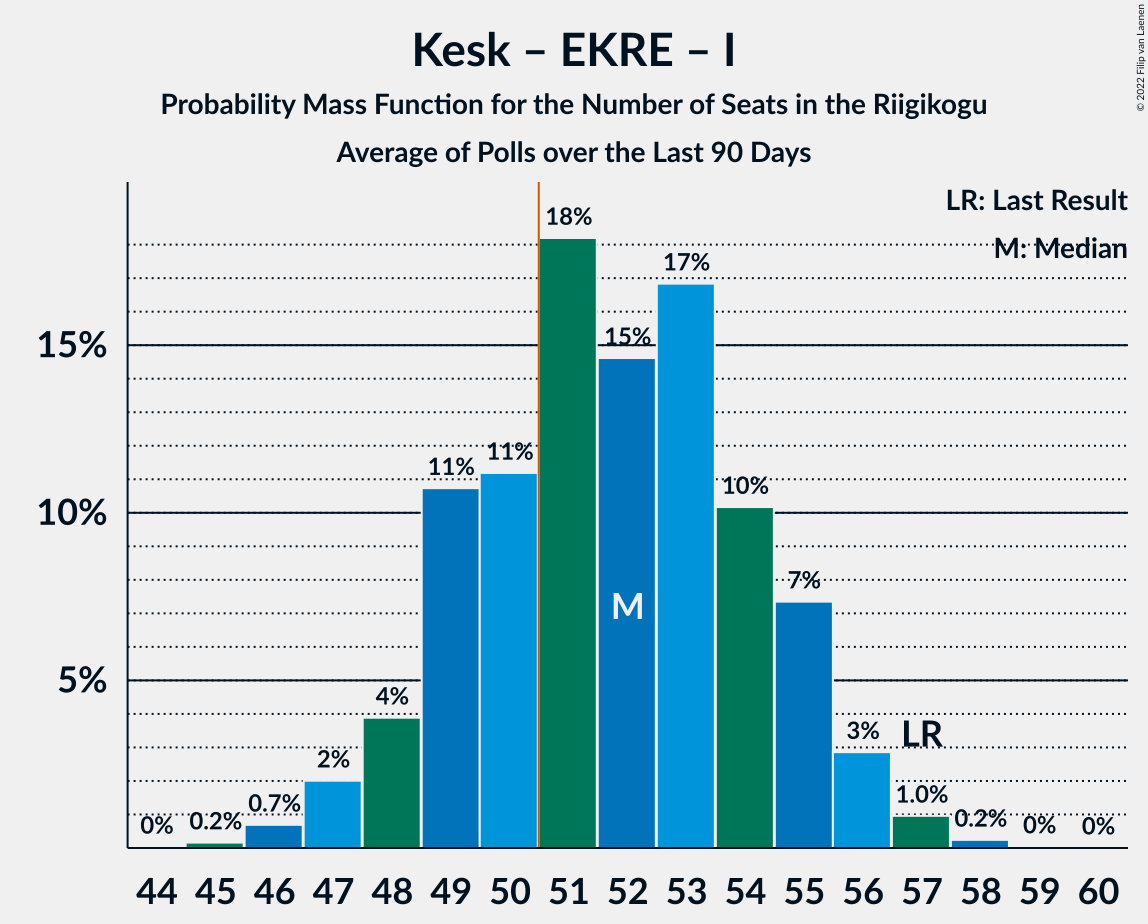 Kesk – EKRE – I
Probability Mass Function for the Number of Seats in the Riigikogu
Average of Polls over the Last 90 Days
© 2022 Filip van Laenen
LR: Last Result
M: Median
18%
17%
15%
15%
11%
11%
10%
10%
7%
M
5%
4%
3%
LR
2%
1.0%
0.7%
0%
0.2%
0.2%
0%
0%
44 45 46 47 48 49 50 51 52 53 54 55 56 57 58 59 60